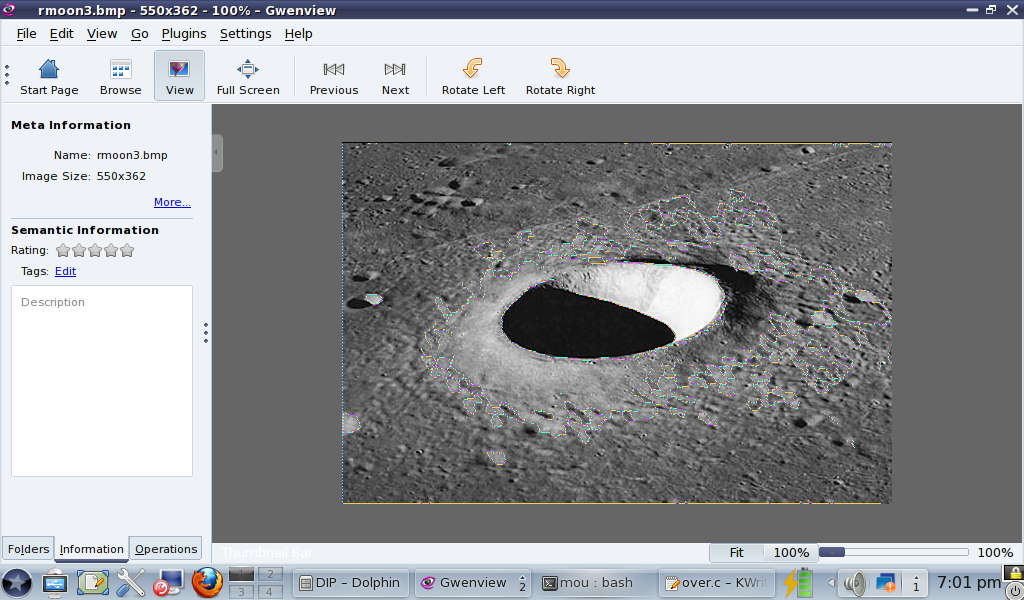 rmoon3.bmp - 550x362 - 100% – Gwenview
File Edit View Go Plugins Settings Help
Start Page Browse View Full Screen Previous Next Rotate Left Rotate Right
Meta Information
Name: rmoon3.bmp
Image Size: 550x362
More...
Semantic Information
Rating:
Tags: Edit
Description
Folders Information Operations
Thumbnail Bar
Fit 100% 100%
1 2
3 4
DIP – Dolphin
Gwenview 2
mou : bash
over.c – KWrit
1
7:01 pm